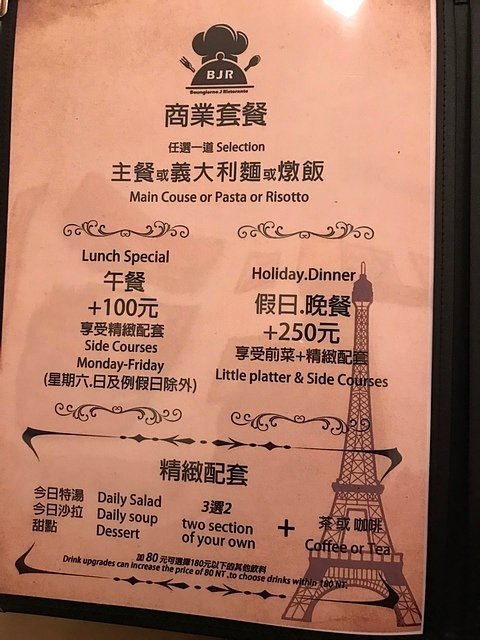 BJR
Buongiorno.J Ristorante
商業套餐
任選一道 Selection
主餐或義大利麵或燉飯
Main Couse or Pasta or Risotto
Lunch Special
午餐
+100元
享受精緻配套
Side Courses
Monday-Friday
(星期六.日及例假日除外)
Holiday.Dinner
假日.晚餐
+250元
享受前菜+精緻配套
Little platter & Side Courses
精緻配套
今日特湯 Daily Salad
今日沙拉 Daily soup
甜點 Dessert
3選2
two section
of your own
+
茶或咖啡
Coffee or Tea
加80元可選擇180元以下的其他飲料
Drink upgrades can increase the price of 80 NT .to choose drinks within 180 NT.